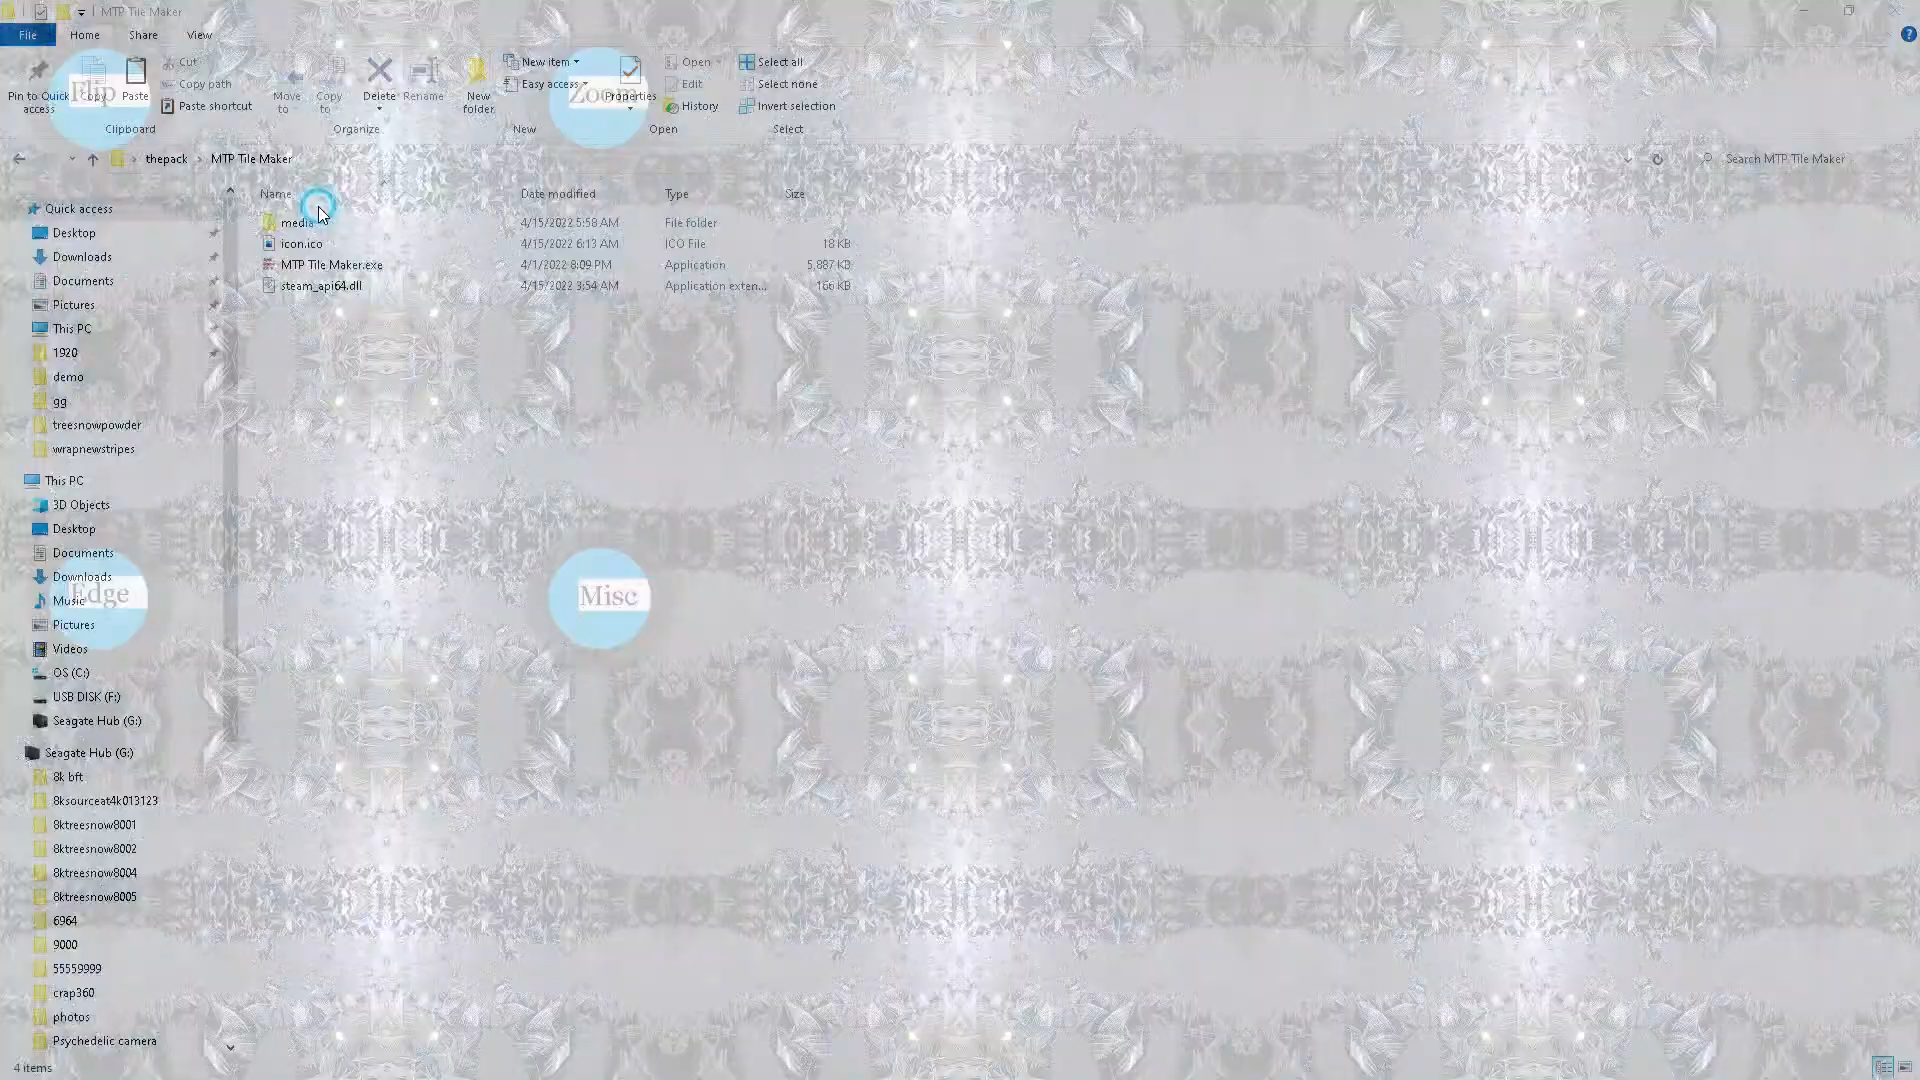 MTP Tile Maker
File Home Share View
Pin to Quick access
Copy
Paste
Cut
Copy path
Paste shortcut
Clipboard
Move to
Copy to
Delete
Rename
Organize
New folder
New item
Easy access
New
Properties
Open
Edit
History
Open
Select all
Select none
Invert selection
Select
Flip
Zoom
thepack > MTP Tile Maker
Search MTP Tile Maker
Name Date modified Type Size
media 4/15/2022 5:58 AM File folder
icon.ico 4/15/2022 6:13 AM ICO File 18 KB
MTP Tile Maker.exe 4/1/2022 8:09 PM Application 5,887 KB
steam_api64.dll 4/15/2022 3:54 AM Application exten... 166 KB
Quick access
Desktop
Downloads
Documents
Pictures
This PC
1920
demo
gg
treesnowpowder
wrapnewstripes
This PC
3D Objects
Desktop
Documents
Downloads
Edge
Misc
Music
Pictures
Videos
OS (C:)
USB DISK (F:)
Seagate Hub (G:)
Seagate Hub (G:)
8k bft
8ksourceat4k013123
8ktreesnow8001
8ktreesnow8002
8ktreesnow8004
8ktreesnow8005
6964
9000
55559999
crap360
photos
Psychedelic camera
4 items